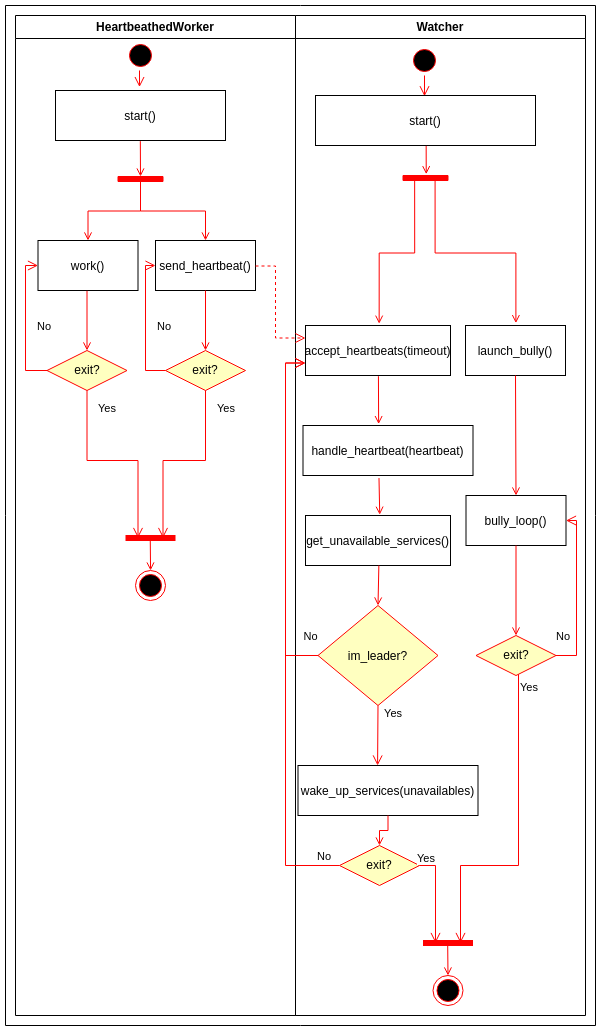 HeartbeathedWorker
Watcher
start()
start()
work()
send_heartbeat()
No
No
accept_heartbeats(timeout)
launch_bully()
exit?
exit?
Yes
Yes
handle_heartbeat(heartbeat)
bully_loop()
get_unavailable_services()
No
im_leader?
exit?
No
Yes
Yes
wake_up_services(unavailables)
No
exit?
Yes